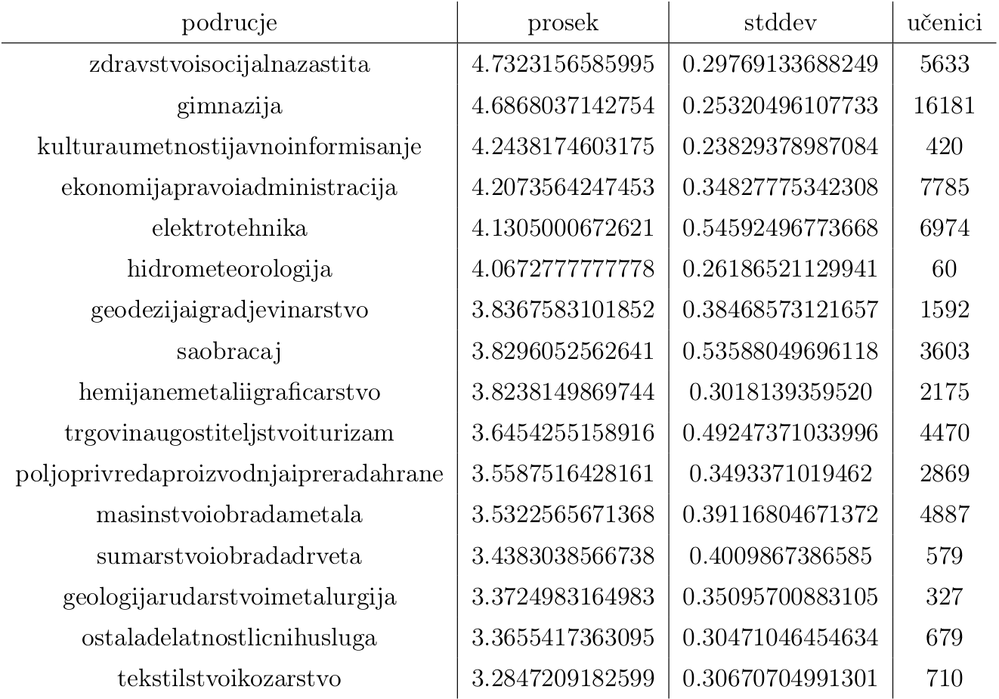 podrucje prosek stddev učenici
zdravstvoisocijalnazastita 4.7323156585995 0.29769133688249 5633
gimnazija 4.6868037142754 0.25320496107733 16181
kulturaumetnostijavnoinformisanje 4.2438174603175 0.23829378987084 420
ekonomijapravoiadministracija 4.2073564247453 0.34827775342308 7785
elektrotehnika 4.1305000672621 0.54592496773668 6974
hidrometeorologija 4.0672777777778 0.26186521129941 60
geodezijaigradjevinarstvo 3.8367583101852 0.38468573121657 1592
saobracaj 3.8296052562641 0.53588049696118 3603
hemijanemetaliigraficarstvo 3.8238149869744 0.3018139359520 2175
trgovinaugostiteljstvoiturizam 3.6454255158916 0.49247371033996 4470
poljoprivredaproizvodnjaipreradahrane 3.5587516428161 0.3493371019462 2869
masinstvoiobradametala 3.5322565671368 0.39116804671372 4887
sumarstvoiobradadrveta 3.4383038566738 0.4009867386585 579
geologijarudarstvoimetalurgija 3.3724983164983 0.35095700883105 327
ostaladelatnostlicnihusluga 3.3655417363095 0.30471046454634 679
tekstilstvoikozarstvo 3.2847209182599 0.30670704991301 710